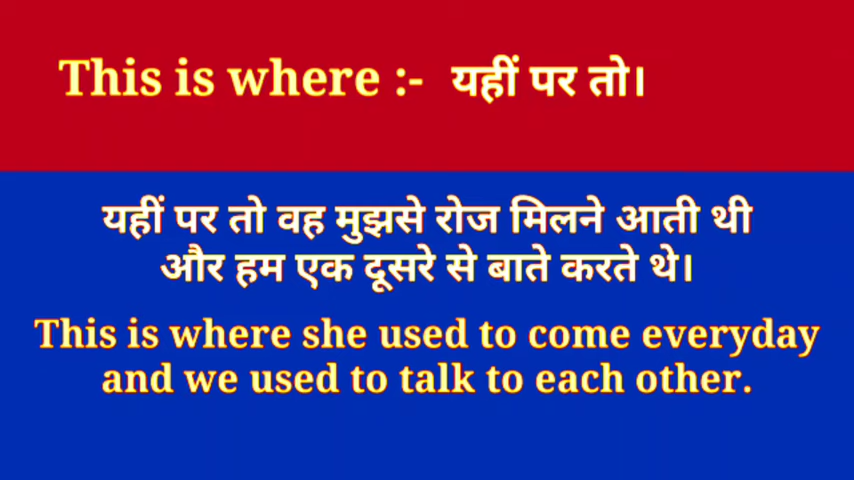 This is where :- यहीं पर तो।
यहीं पर तो वह मुझसे रोज मिलने आती थी
और हम एक दूसरे से बाते करते थे।
This is where she used to come everyday
and we used to talk to each other.